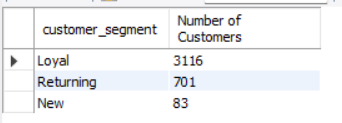 customer_segment Number of
Customers
Loyal 3116
Returning 701
New 83